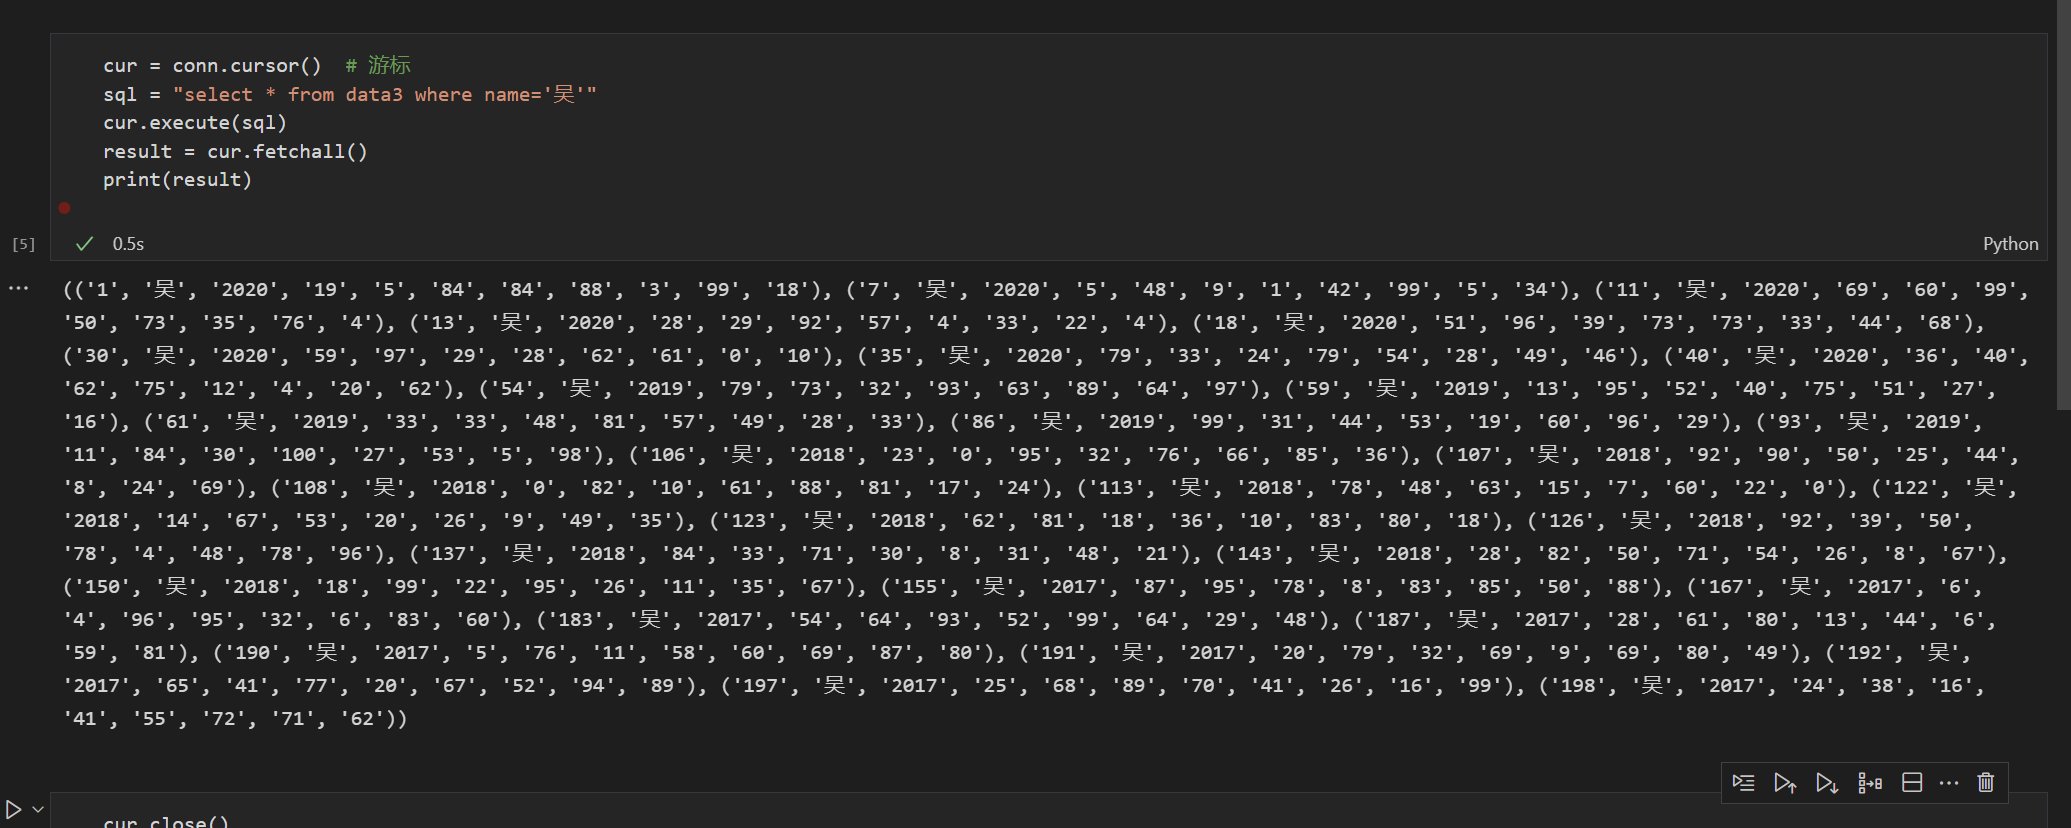 cur = conn.cursor()  # 游标
sql = "select * from data3 where name='吴'"
cur.execute(sql)
result = cur.fetchall()
print(result)
[5]
0.5s
Python
(('1', '吴', '2020', '19', '5', '84', '84', '88', '3', '99', '18'), ('7', '吴', '2020', '5', '48', '9', '1', '42', '99', '5', '34'), ('11', '吴', '2020', '69', '60', '99',
'50', '73', '35', '76', '4'), ('13', '吴', '2020', '28', '29', '92', '57', '4', '33', '22', '4'), ('18', '吴', '2020', '51', '96', '39', '73', '73', '33', '44', '68'),
('30', '吴', '2020', '59', '97', '29', '28', '62', '61', '0', '10'), ('35', '吴', '2020', '79', '33', '24', '79', '54', '28', '49', '46'), ('40', '吴', '2020', '36', '40',
'62', '75', '12', '4', '20', '62'), ('54', '吴', '2019', '79', '73', '32', '93', '63', '89', '64', '97'), ('59', '吴', '2019', '13', '95', '52', '40', '75', '51', '27',
'16'), ('61', '吴', '2019', '33', '33', '48', '81', '57', '49', '28', '33'), ('86', '吴', '2019', '99', '31', '44', '53', '19', '60', '96', '29'), ('93', '吴', '2019',
'11', '84', '30', '100', '27', '53', '5', '98'), ('106', '吴', '2018', '23', '0', '95', '32', '76', '66', '85', '36'), ('107', '吴', '2018', '92', '90', '50', '25', '44',
'8', '24', '69'), ('108', '吴', '2018', '0', '82', '10', '61', '88', '81', '17', '24'), ('113', '吴', '2018', '78', '48', '63', '15', '7', '60', '22', '0'), ('122', '吴',
'2018', '14', '67', '53', '20', '26', '9', '49', '35'), ('123', '吴', '2018', '62', '81', '18', '36', '10', '83', '80', '18'), ('126', '吴', '2018', '92', '39', '50',
'78', '4', '48', '78', '96'), ('137', '吴', '2018', '84', '33', '71', '30', '8', '31', '48', '21'), ('143', '吴', '2018', '28', '82', '50', '71', '54', '26', '8', '67'),
('150', '吴', '2018', '18', '99', '22', '95', '26', '11', '35', '67'), ('155', '吴', '2017', '87', '95', '78', '8', '83', '85', '50', '88'), ('167', '吴', '2017', '6',
'4', '96', '95', '32', '6', '83', '60'), ('183', '吴', '2017', '54', '64', '93', '52', '99', '64', '29', '48'), ('187', '吴', '2017', '28', '61', '80', '13', '44', '6',
'59', '81'), ('190', '吴', '2017', '5', '76', '11', '58', '60', '69', '87', '80'), ('191', '吴', '2017', '20', '79', '32', '69', '9', '69', '80', '49'), ('192', '吴',
'2017', '65', '41', '77', '20', '67', '52', '94', '89'), ('197', '吴', '2017', '25', '68', '89', '70', '41', '26', '16', '99'), ('198', '吴', '2017', '24', '38', '16',
'41', '55', '72', '71', '62'))
cur.close()